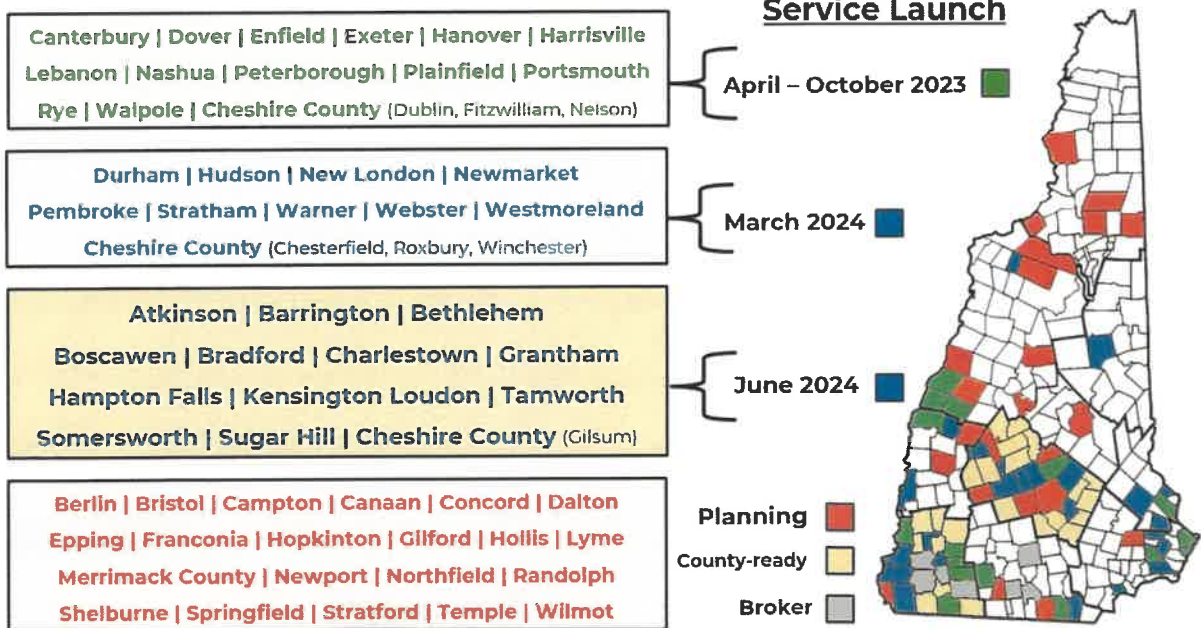 Service Launch
Canterbury | Dover | Enfield | Exeter | Hanover | Harrisville
Lebanon | Nashua | Peterborough | Plainfield | Portsmouth
Rye | Walpole | Cheshire County (Dublin, Fitzwilliam, Nelson)
April – October 2023
Durham | Hudson | New London | Newmarket
Pembroke | Stratham | Warner | Webster | Westmoreland
Cheshire County (Chesterfield, Roxbury, Winchester)
March 2024
Atkinson | Barrington | Bethlehem
Boscawen | Bradford | Charlestown | Grantham
Hampton Falls | Kensington Loudon | Tamworth
Somersworth | Sugar Hill | Cheshire County (Gilsum)
June 2024
Berlin | Bristol | Campton | Canaan | Concord | Dalton
Epping | Franconia | Hopkinton | Gilford | Hollis | Lyme
Merrimack County | Newport | Northfield | Randolph
Shelburne | Springfield | Stratford | Temple | Wilmot
Planning
County-ready
Broker